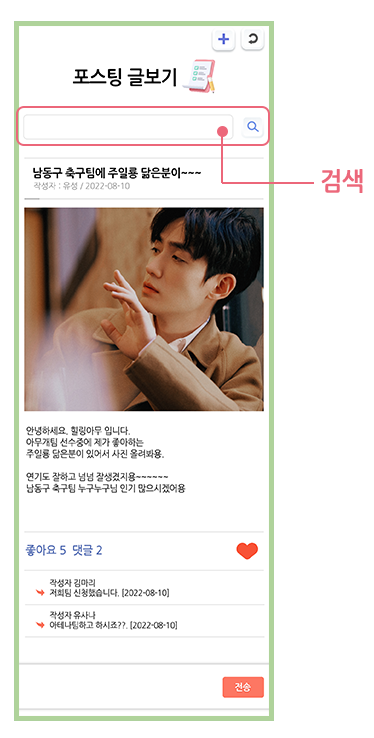 포스팅 글보기
검색
남동구 축구팀에 주일룡 닮은분이~~~
작성자 : 유성 / 2022-08-10
안녕하세요. 힐링아무 입니다.
아무개팀 선수중에 제가 좋아하는
주일룡 닮은분이 있어서 사진 올려봐용.
연기도 잘하고 넘넘 잘생겼지용~~~~~~
남동구 축구팀 누구누구님 인기 많으시겠어용
좋아요 5 댓글 2
작성자 김마리
저희팀 신청했습니다. [2022-08-10]
작성자 유사나
아테나팀하고 하시죠??. [2022-08-10]
전송